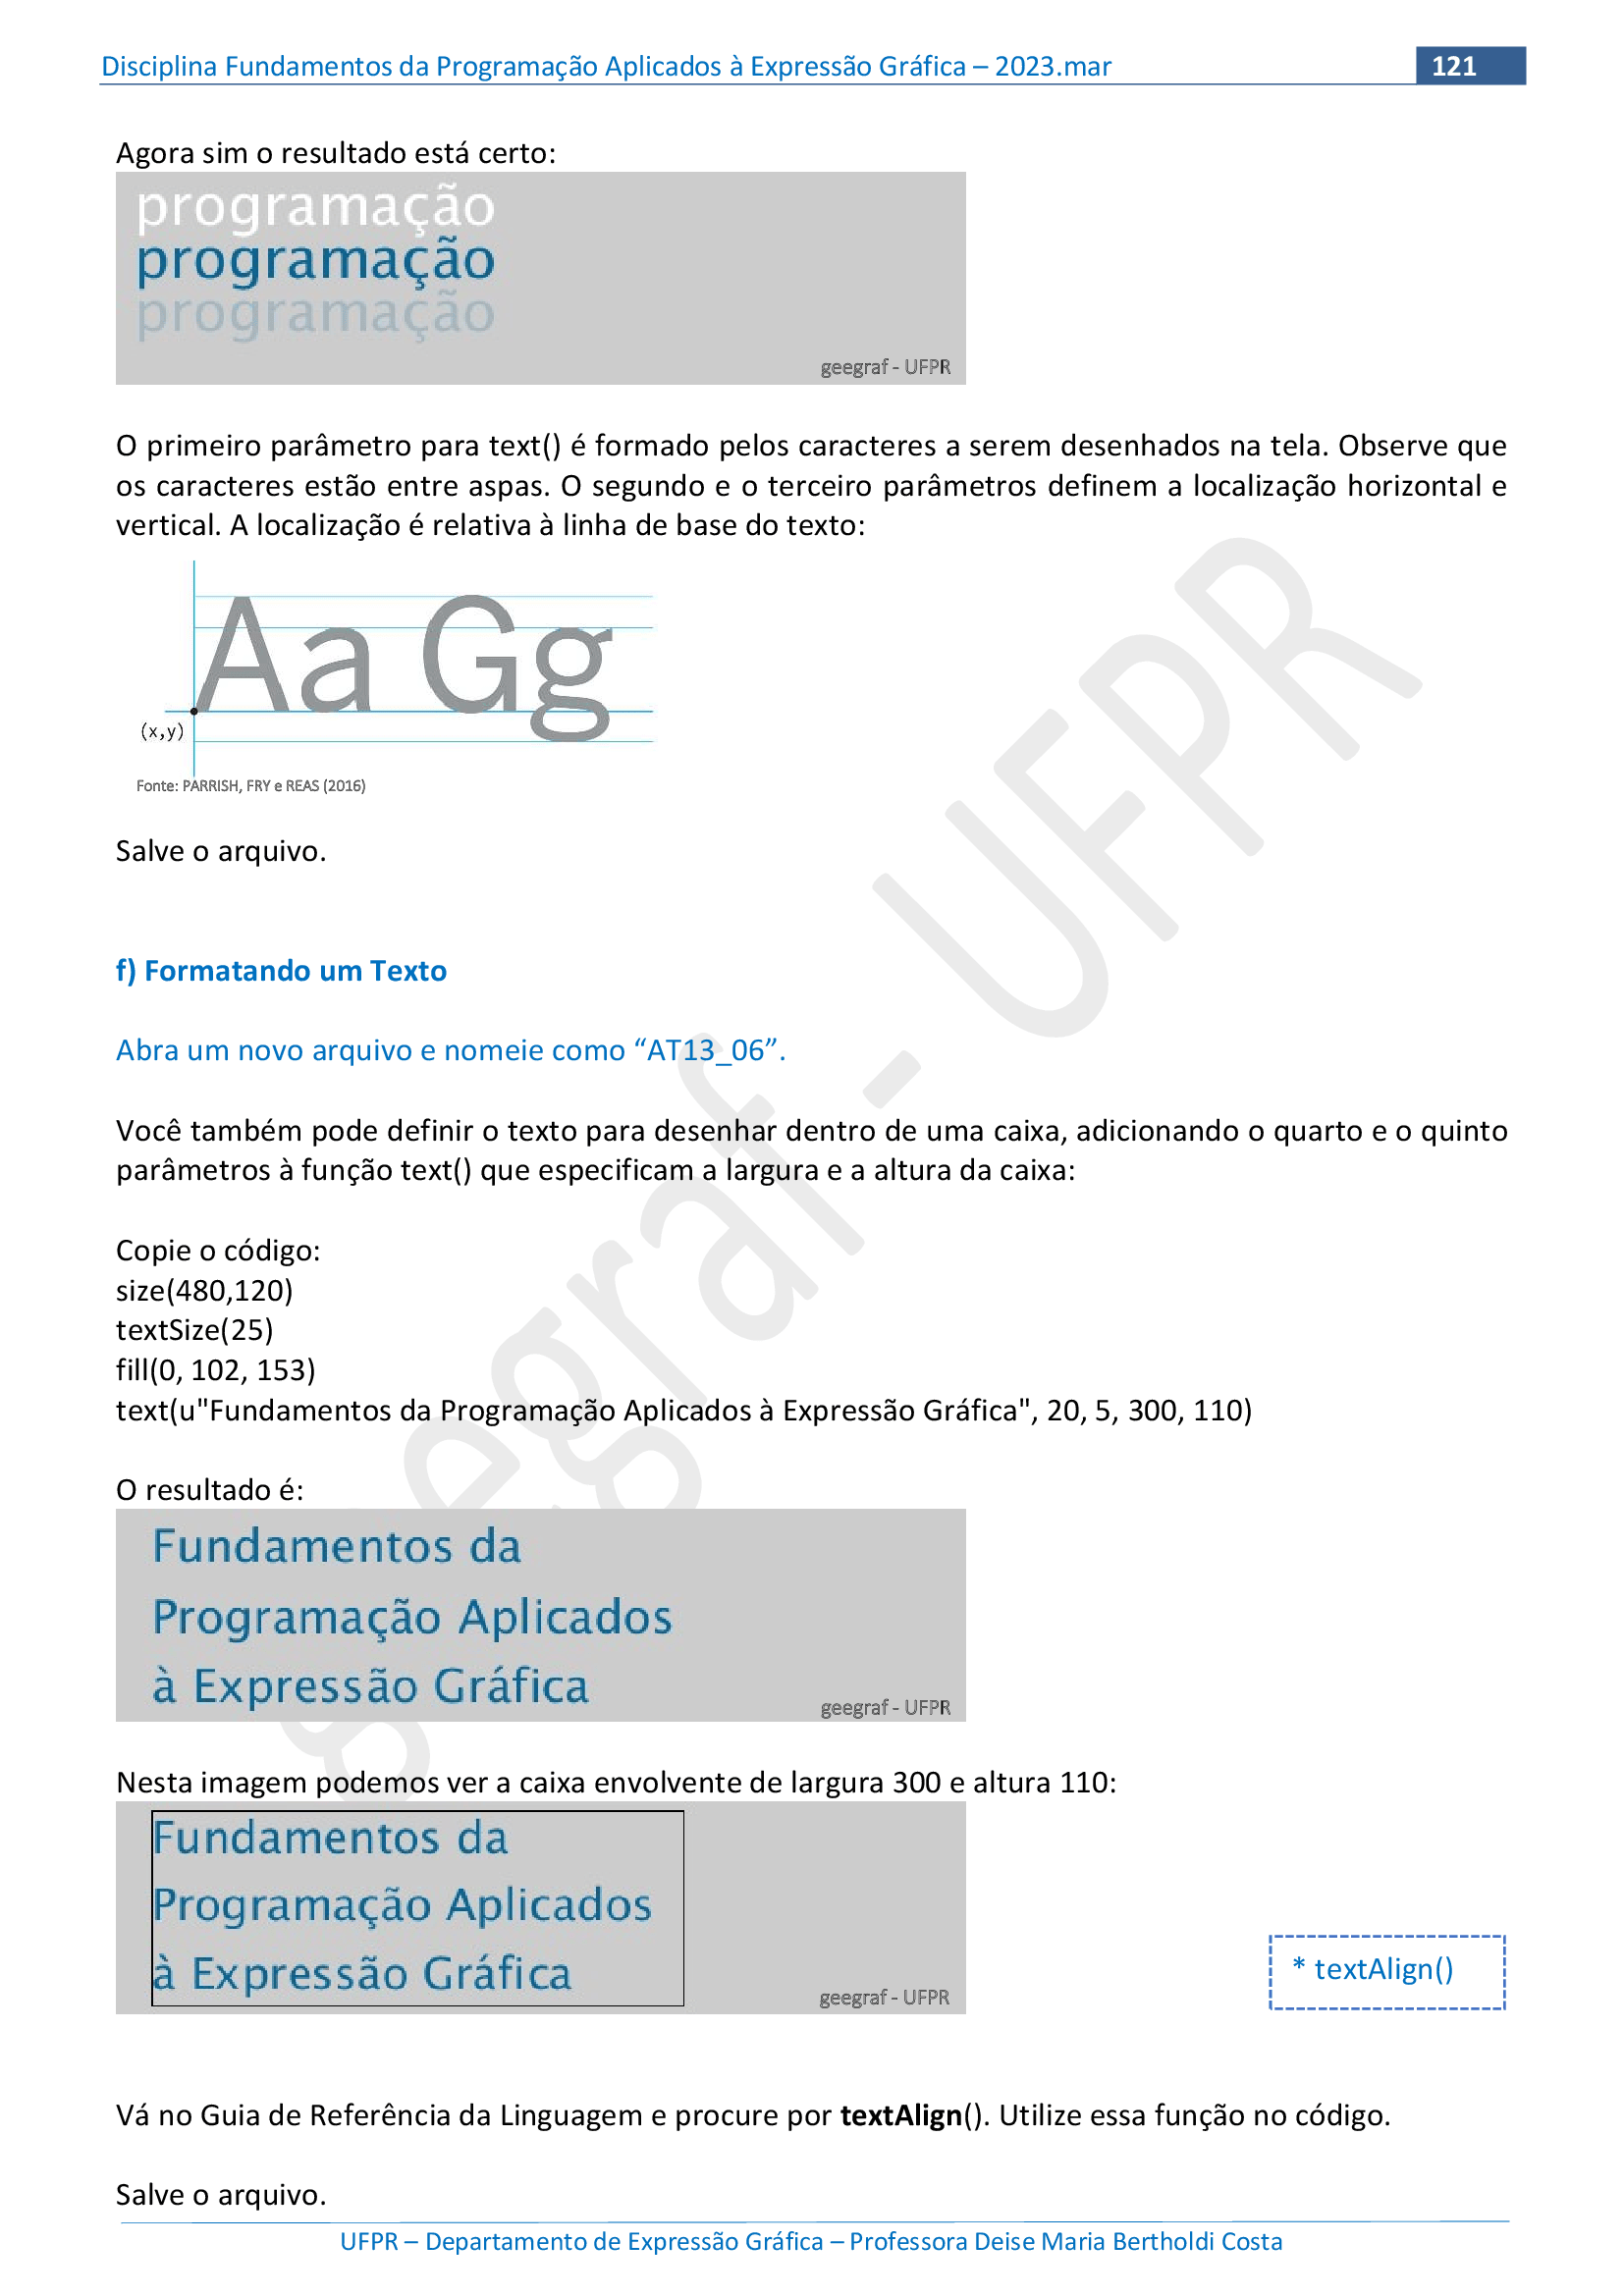 Disciplina Fundamentos da Programação Aplicados à Expressão Gráfica – 2023.mar 121
Agora sim o resultado está certo:
programação
programação
programação
geegraf - UFPR
O primeiro parâmetro para text() é formado pelos caracteres a serem desenhados na tela. Observe que
os caracteres estão entre aspas. O segundo e o terceiro parâmetros definem a localização horizontal e
vertical. A localização é relativa à linha de base do texto:
Aa Gg
(x,y)
Fonte: PARRISH, FRY e REAS (2016)
Salve o arquivo.
f) Formatando um Texto
Abra um novo arquivo e nomeie como “AT13_06”.
Você também pode definir o texto para desenhar dentro de uma caixa, adicionando o quarto e o quinto
parâmetros à função text() que especificam a largura e a altura da caixa:
Copie o código:
size(480,120)
textSize(25)
fill(0, 102, 153)
text(u"Fundamentos da Programação Aplicados à Expressão Gráfica", 20, 5, 300, 110)
O resultado é:
Fundamentos da
Programação Aplicados
à Expressão Gráfica
geegraf - UFPR
Nesta imagem podemos ver a caixa envolvente de largura 300 e altura 110:
Fundamentos da
Programação Aplicados
à Expressão Gráfica
geegraf - UFPR
* textAlign()
Vá no Guia de Referência da Linguagem e procure por textAlign(). Utilize essa função no código.
Salve o arquivo.
UFPR – Departamento de Expressão Gráfica – Professora Deise Maria Bertholdi Costa
geegraf - UFPR